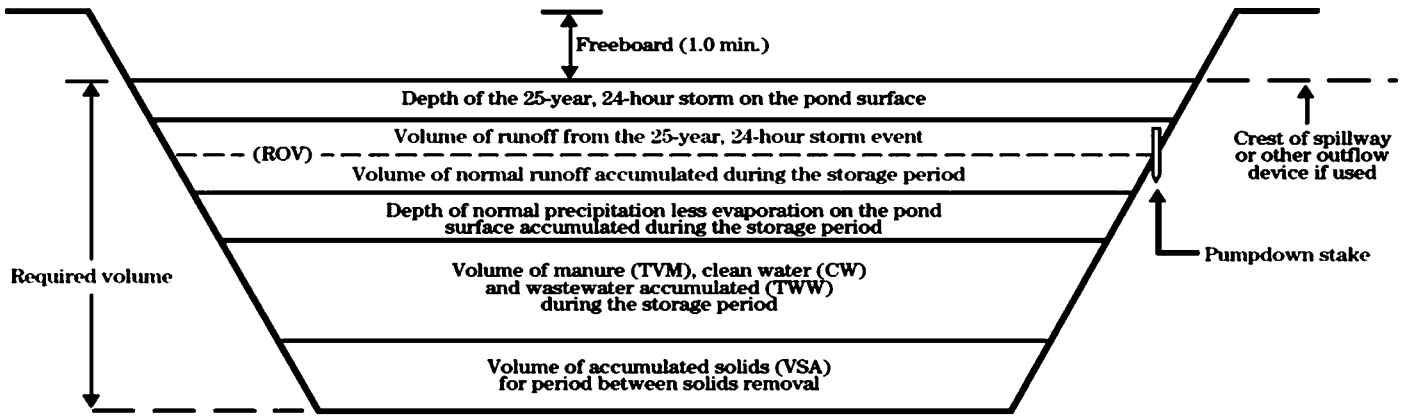 Freeboard (1.0 min.)
Depth of the 25-year, 24-hour storm on the pond surface
Volume of runoff from the 25-year, 24-hour storm event
(ROV)
Volume of normal runoff accumulated during the storage period
Depth of normal precipitation less evaporation on the pond
surface accumulated during the storage period
Crest of spillway
or other outflow
device if used
Pumpdown stake
Required volume
Volume of manure (TVM), clean water (CW)
and wastewater accumulated (TWW)
during the storage period
Volume of accumulated solids (VSA)
for period between solids removal